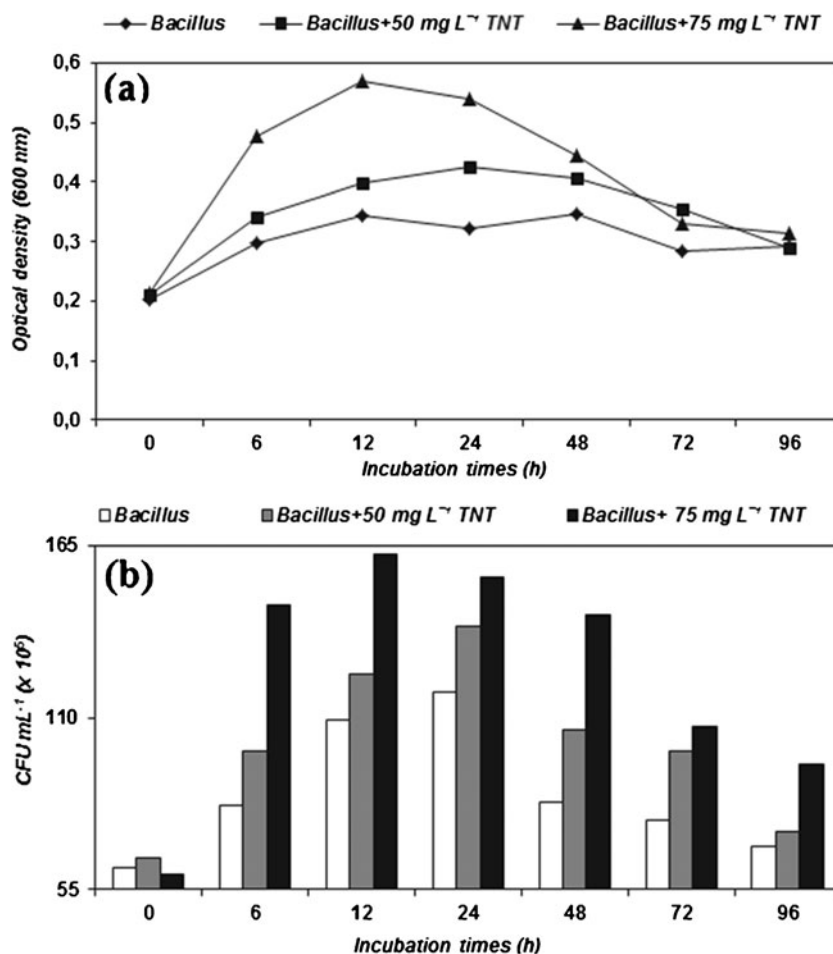 Bacillus Bacillus+50 mg L⁻¹ TNT Bacillus+75 mg L⁻¹ TNT
(a)
0,6
0,5
0,4
0,3
0,2
0,1
0,0
Optical density (600 nm)
0 6 12 24 48 72 96
Incubation times (h)
Bacillus Bacillus+50 mg L⁻¹ TNT Bacillus+ 75 mg L⁻¹ TNT
(b)
165
110
55
CFU mL⁻¹ (x 10⁶)
0 6 12 24 48 72 96
Incubation times (h)